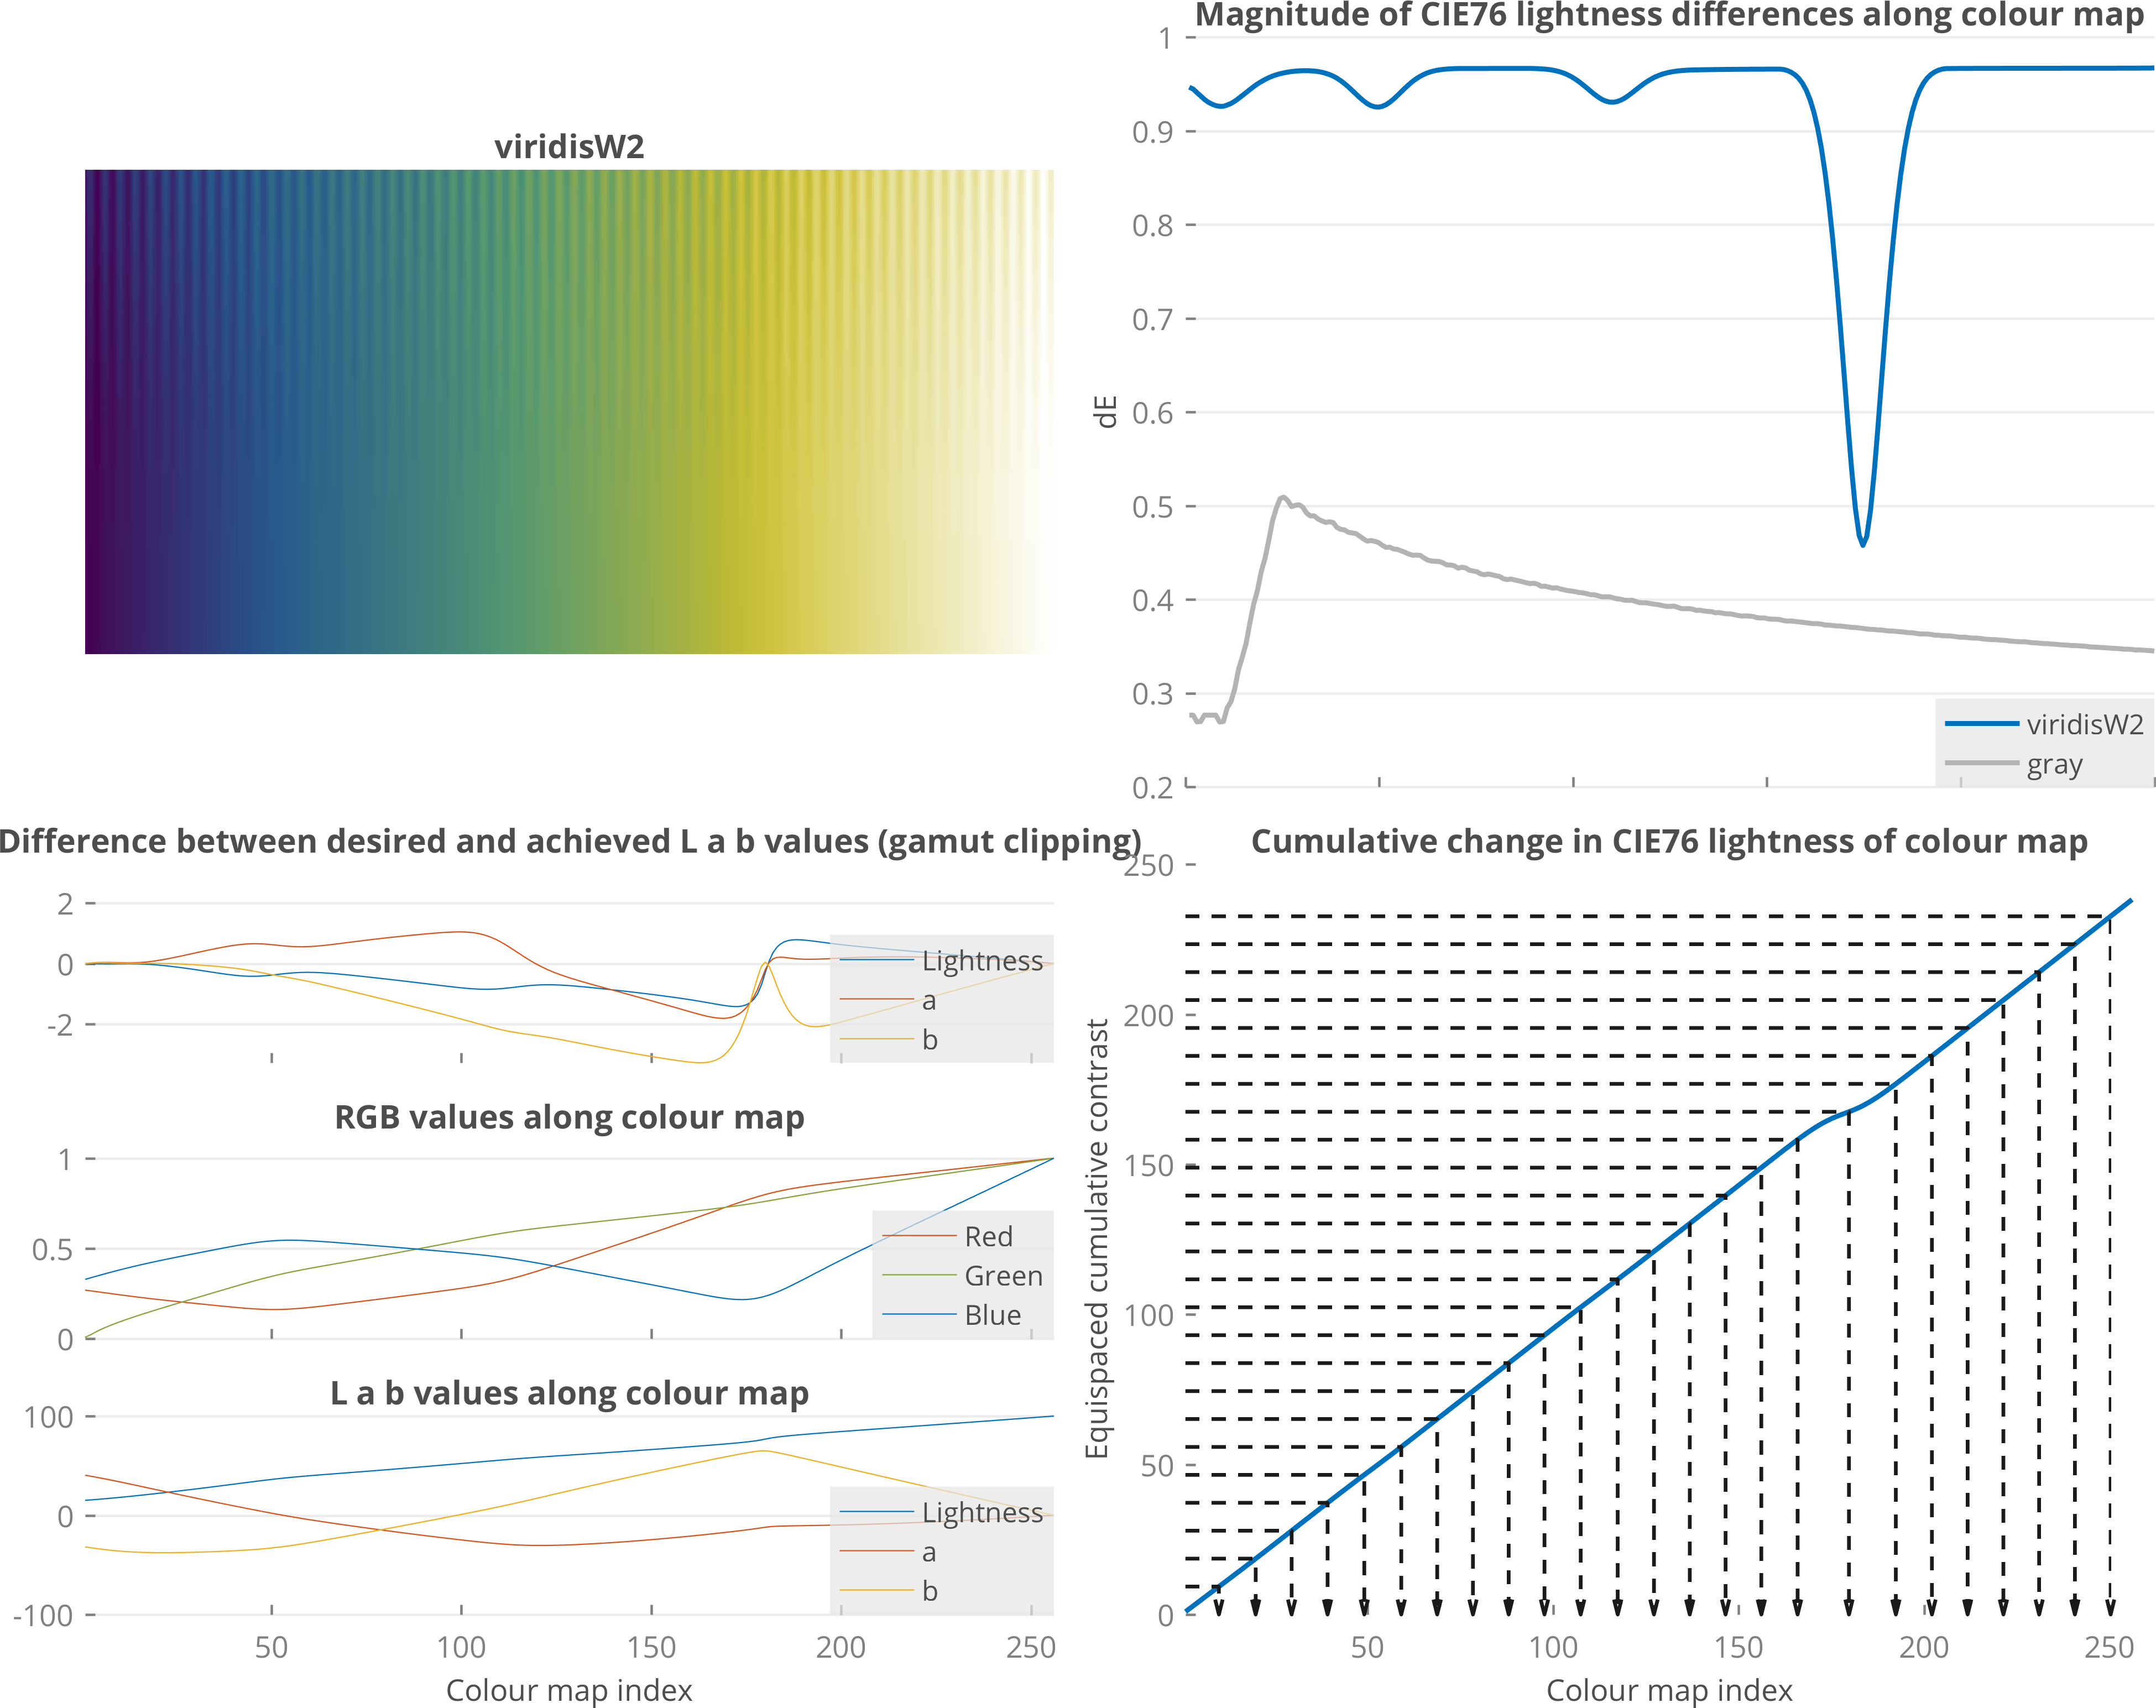 viridisW2
Magnitude of CIE76 lightness differences along colour map
1
0.9
0.8
0.7
0.6
0.5
0.4
0.3
0.2
dE
viridisW2
gray
Difference between desired and achieved L a b values (gamut clipping)
2
0
-2
Lightness
a
b
RGB values along colour map
1
0.5
0
Red
Green
Blue
L a b values along colour map
100
0
-100
Lightness
a
b
50 100 150 200 250
Colour map index
Cumulative change in CIE76 lightness of colour map
250
200
150
100
50
0
Equispaced cumulative contrast
50 100 150 200 250
Colour map index